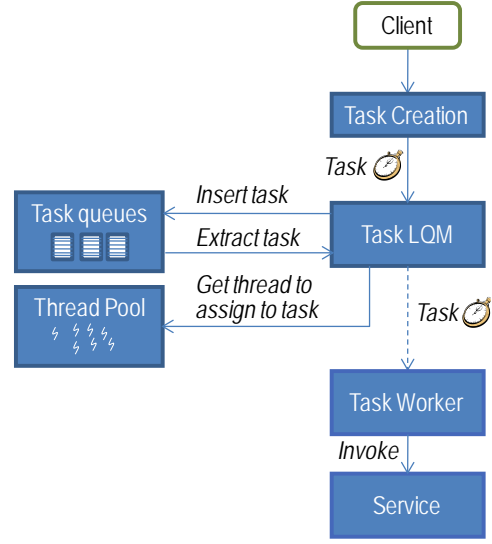 Client
Task Creation
Task
Insert task
Task queues
Extract task
Task LQM
Get thread to
assign to task
Thread Pool
Task
Task Worker
Invoke
Service